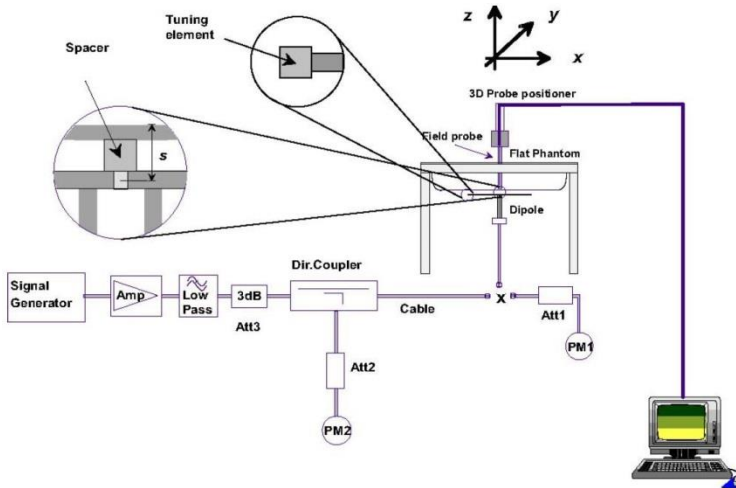 Tuning
element
Spacer
s
z
y
x
3D Probe positioner
Field probe
Flat Phantom
Dipole
Signal
Generator
Amp
Low
Pass
3dB
Att3
Dir.Coupler
Cable
x
Att1
PM1
Att2
PM2